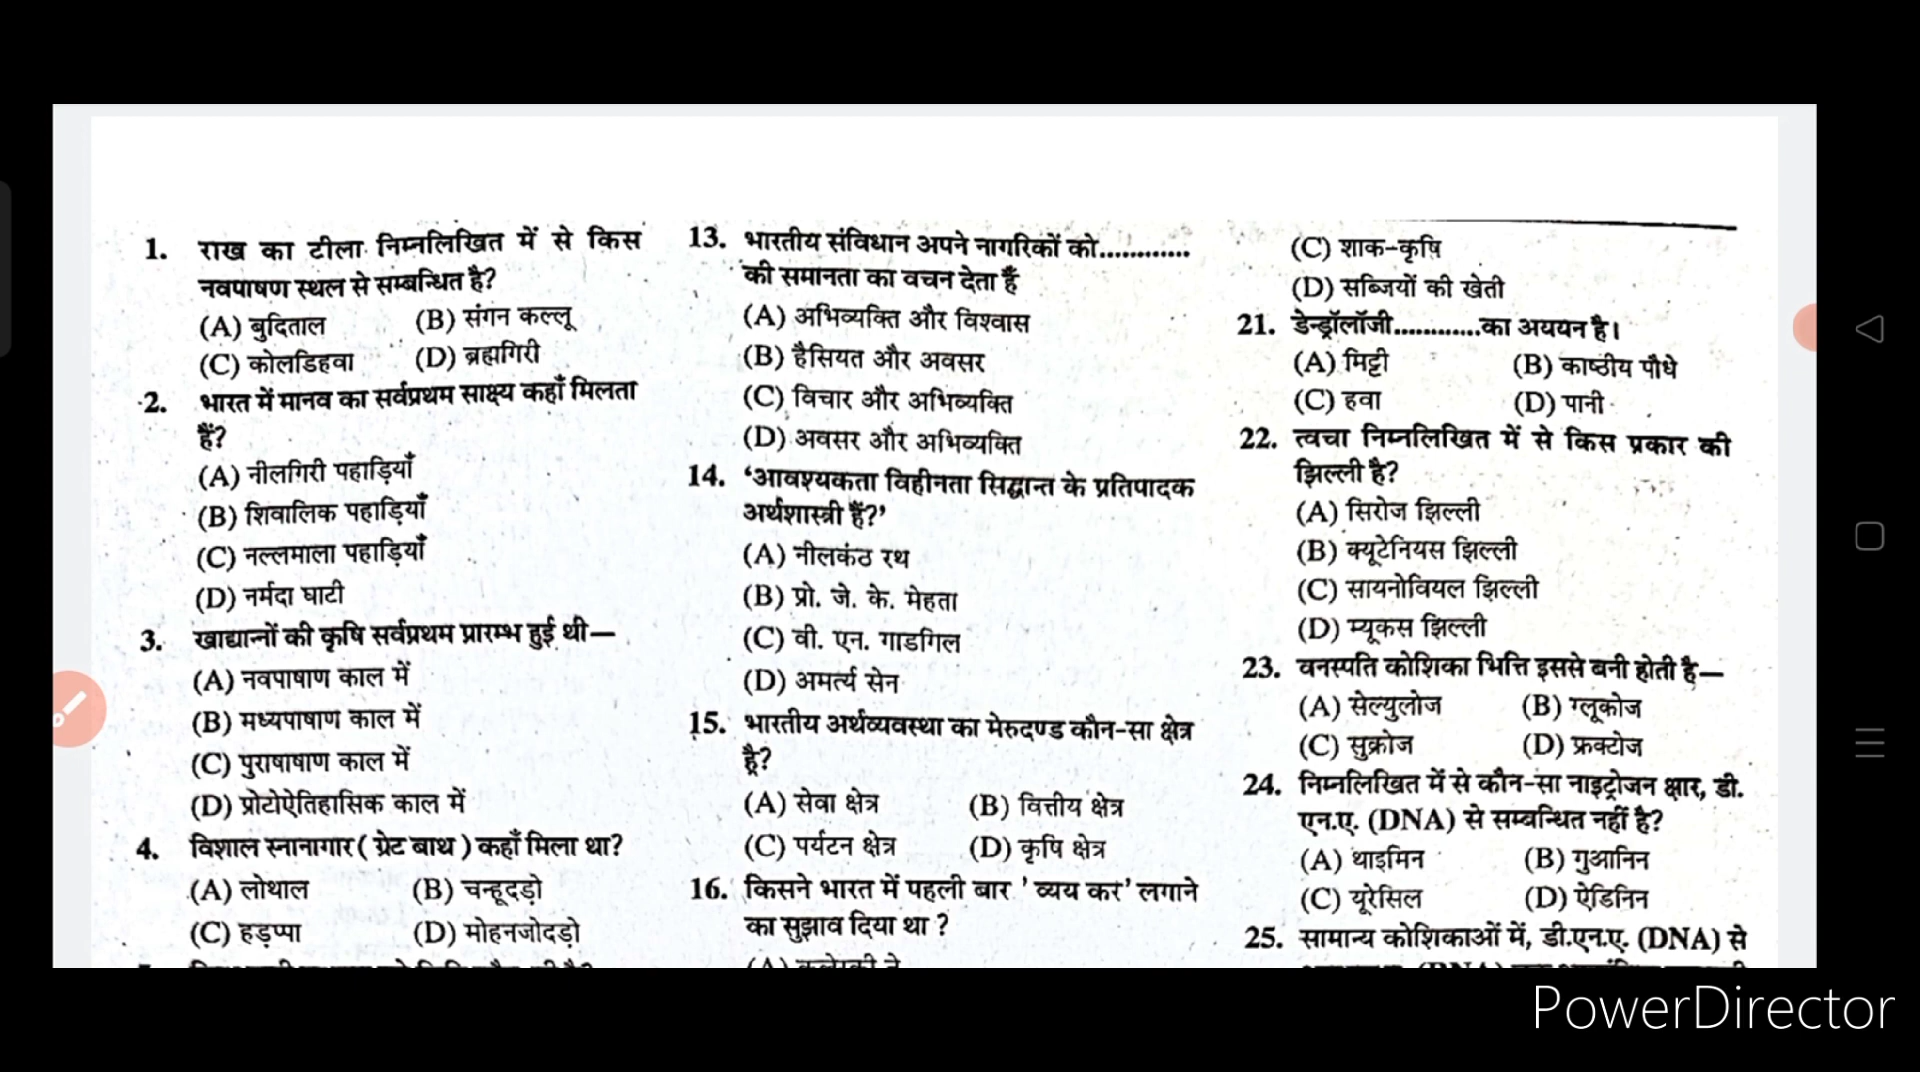 1. राख का टीला निम्नलिखित में से किस
नवपाषण स्थल से सम्बन्धित है?
(A) बुदिताल (B) संगन कल्लू
(C) कोलडिहवा (D) ब्रह्मगिरी
2. भारत में मानव का सर्वप्रथम साक्ष्य कहाँ मिलता
हैं?
(A) नीलगिरी पहाड़ियाँ
(B) शिवालिक पहाड़ियाँ
(C) नल्लमाला पहाड़ियाँ
(D) नर्मदा घाटी
3. खाद्यान्नों की कृषि सर्वप्रथम प्रारम्भ हुई थी—
(A) नवपाषाण काल में
(B) मध्यपाषाण काल में
(C) पुरापाषाण काल में
(D) प्रोटोऐतिहासिक काल में
4. विशाल स्नानागार ( ग्रेट बाथ ) कहाँ मिला था?
(A) लोथाल (B) चन्हूदड़ो
(C) हड़प्पा (D) मोहनजोदड़ो
13. भारतीय संविधान अपने नागरिकों को............
की समानता का वचन देता हैं
(A) अभिव्यक्ति और विश्वास
(B) हैसियत और अवसर
(C) विचार और अभिव्यक्ति
(D) अवसर और अभिव्यक्ति
14. ‘आवश्यकता विहीनता सिद्धान्त के प्रतिपादक
अर्थशास्त्री हैं?’
(A) नीलकंठ रथ
(B) प्रो. जे. के. मेहता
(C) वी. एन. गाडगिल
(D) अमर्त्य सेन
15. भारतीय अर्थव्यवस्था का मेरुदण्ड कौन-सा क्षेत्र
है?
(A) सेवा क्षेत्र (B) वित्तीय क्षेत्र
(C) पर्यटन क्षेत्र (D) कृषि क्षेत्र
16. किसने भारत में पहली बार ' व्यय कर' लगाने
का सुझाव दिया था ?
(C) शाक-कृषि
(D) सब्जियों की खेती
21. डेन्ड्रॉलॉजी............का अययन है।
(A) मिट्टी (B) काष्ठीय पौधे
(C) हवा (D) पानी
22. त्वचा निम्नलिखित में से किस प्रकार की
झिल्ली है?
(A) सिरोज झिल्ली
(B) क्यूटेनियस झिल्ली
(C) सायनोवियल झिल्ली
(D) म्यूकस झिल्ली
23. वनस्पति कोशिका भित्ति इससे बनी होती है—
(A) सेल्युलोज (B) ग्लूकोज
(C) सुक्रोज (D) फ्रक्टोज
24. निम्नलिखित में से कौन-सा नाइट्रोजन क्षार, डी.
एन.ए. (DNA) से सम्बन्धित नहीं है?
(A) थाइमिन (B) गुआनिन
(C) यूरेसिल (D) ऐडिनिन
25. सामान्य कोशिकाओं में, डी.एन.ए. (DNA) से
PowerDirector